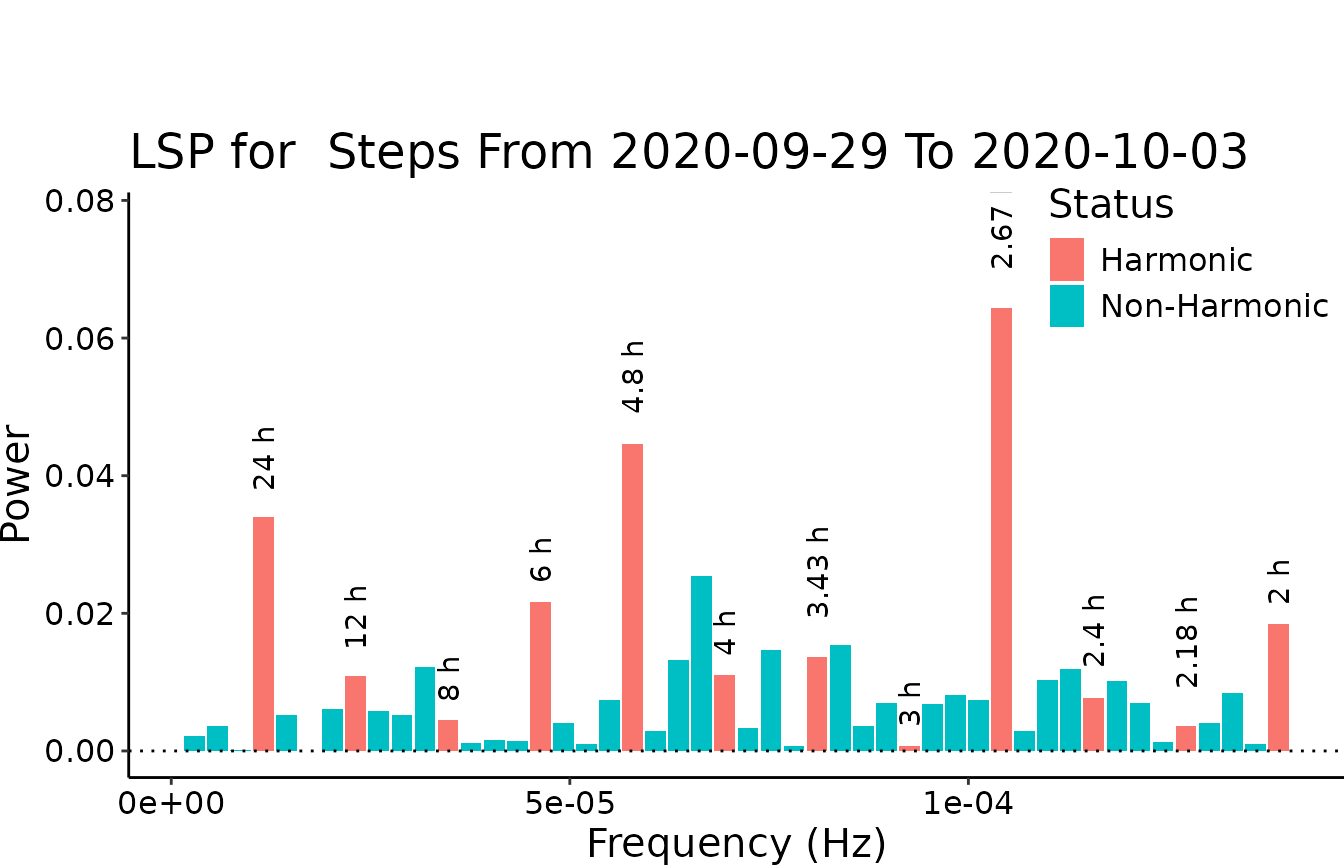 LSP for  Steps From 2020-09-29 To 2020-10-03
Status
Harmonic
Non-Harmonic
Power
0.08
0.06
0.04
0.02
0.00
24 h
12 h
8 h
6 h
4.8 h
4 h
3.43 h
3 h
2.67
2.4 h
2.18 h
2 h
0e+00
5e-05
1e-04
Frequency (Hz)